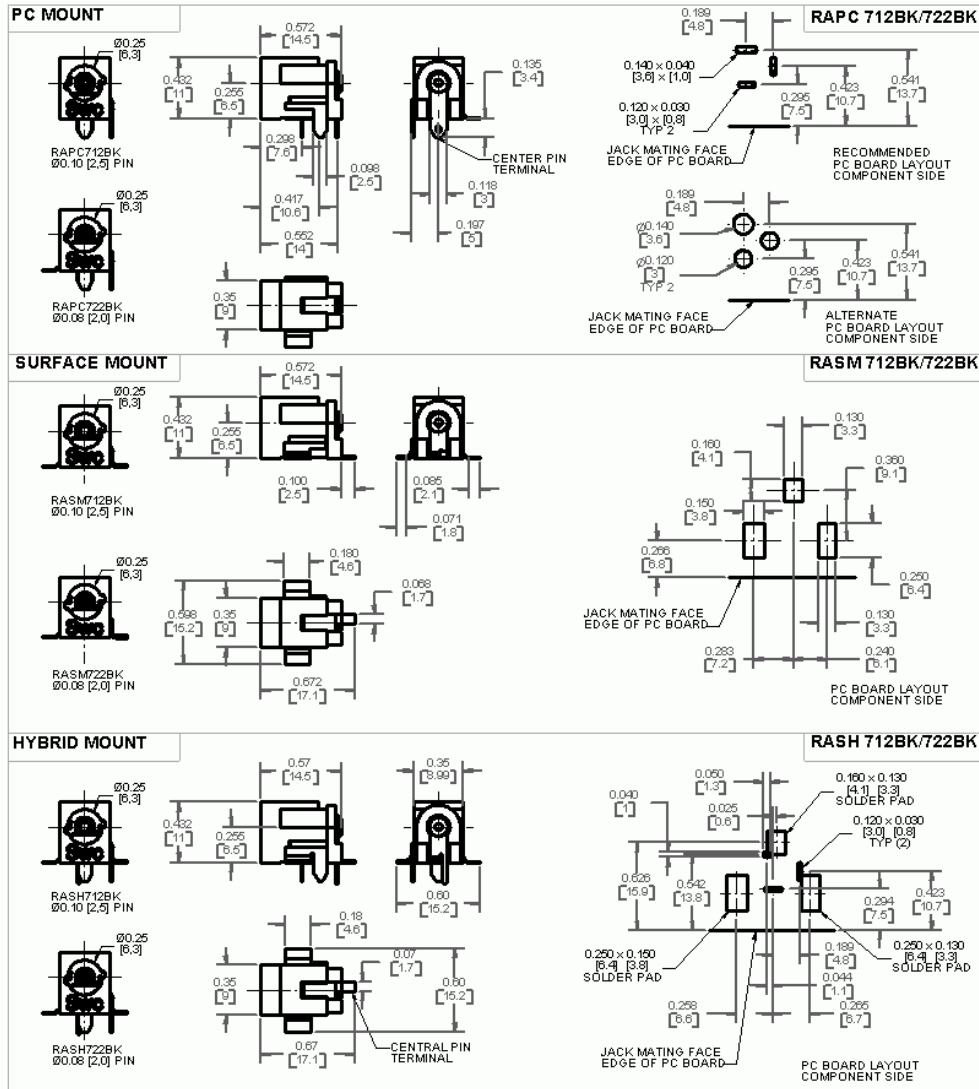 PC MOUNT
RAPC 712BK/722BK
Ø0.25
[6,3]
0.572
[14.5]
0.432
[11]
0.255
[6.5]
0.135
[3.4]
RAPC712BK
Ø0.10 [2,5] PIN
0.298
[7.6]
0.098
[2.5]
0.417
[10.6]
0.552
[14]
CENTER PIN
TERMINAL
0.118
[3]
0.197
[5]
0.189
[4.8]
0.140 x 0.040
[3.6] x [1,0]
0.120 x 0.030
[3.0] x [0,8]
TYP 2
0.295
[7.5]
0.423
[10.7]
0.541
[13.7]
JACK MATING FACE
EDGE OF PC BOARD
RECOMMENDED
PC BOARD LAYOUT
COMPONENT SIDE
Ø0.25
[6,3]
RAPC722BK
Ø0.08 [2,0] PIN
0.35
[9]
0.189
[4.8]
Ø0.140
[3.6]
Ø0.120
[3]
TYP 2
0.295
[7.5]
0.423
[10.7]
0.541
[13.7]
JACK MATING FACE
EDGE OF PC BOARD
ALTERNATE
PC BOARD LAYOUT
COMPONENT SIDE
SURFACE MOUNT
RASM 712BK/722BK
Ø0.25
[6,3]
0.572
[14.5]
0.432
[11]
0.255
[6.5]
RASM712BK
Ø0.10 [2,5] PIN
0.100
[2.5]
0.085
[2.1]
0.071
[1.8]
Ø0.25
[6,3]
RASM722BK
Ø0.08 [2,0] PIN
0.180
[4.6]
0.068
[1.7]
0.598
[15.2]
0.35
[9]
0.672
[17.1]
0.130
[3.3]
0.160
[4.1]
0.360
[9.1]
0.150
[3.8]
0.266
[6.8]
0.250
[6.4]
JACK MATING FACE
EDGE OF PC BOARD
0.130
[3.3]
0.283
[7.2]
0.240
[6.1]
PC BOARD LAYOUT
COMPONENT SIDE
HYBRID MOUNT
RASH 712BK/722BK
Ø0.25
[6,3]
0.57
[14.5]
0.35
[8.99]
0.432
[11]
0.255
[6.5]
RASH712BK
Ø0.10 [2,5] PIN
0.60
[15.2]
Ø0.25
[6,3]
RASH722BK
Ø0.08 [2,0] PIN
0.18
[4.6]
0.07
[1.7]
0.35
[9]
0.60
[15.2]
0.67
[17.1]
CENTRAL PIN
TERMINAL
0.050
[1.3]
0.040
[1]
0.025
[0.6]
0.160 x 0.130
[4.1] [3.3]
SOLDER PAD
0.120 x 0.030
[3.0] [0.8]
TYP (2)
0.626
[15.9]
0.542
[13.8]
0.423
[10.7]
0.294
[7.5]
0.250 x 0.150
[6.4] [3.8]
SOLDER PAD
0.189
[4.8]
0.250 x 0.130
[6.4] [3.3]
SOLDER PAD
0.044
[1.1]
0.258
[6.6]
0.265
[6.7]
JACK MATING FACE
EDGE OF PC BOARD
PC BOARD LAYOUT
COMPONENT SIDE